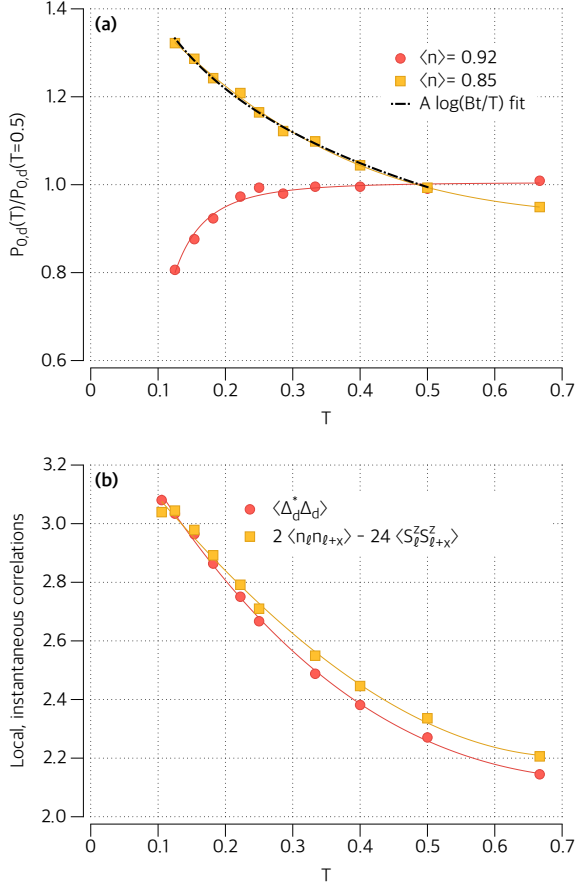 (a)
⟨n⟩= 0.92
⟨n⟩= 0.85
A log(Bt/T) fit
P0,d(T)/P0,d(T=0.5)
1.4
1.2
1.0
0.8
0.6
0 0.1 0.2 0.3 0.4 0.5 0.6 0.7
T
(b)
⟨Δ*dΔd⟩
2 ⟨nℓnℓ+x⟩ - 24 ⟨SzℓSzℓ+x⟩
Local, instantaneous correlations
3.2
3.0
2.8
2.6
2.4
2.2
2.0
0 0.1 0.2 0.3 0.4 0.5 0.6 0.7
T